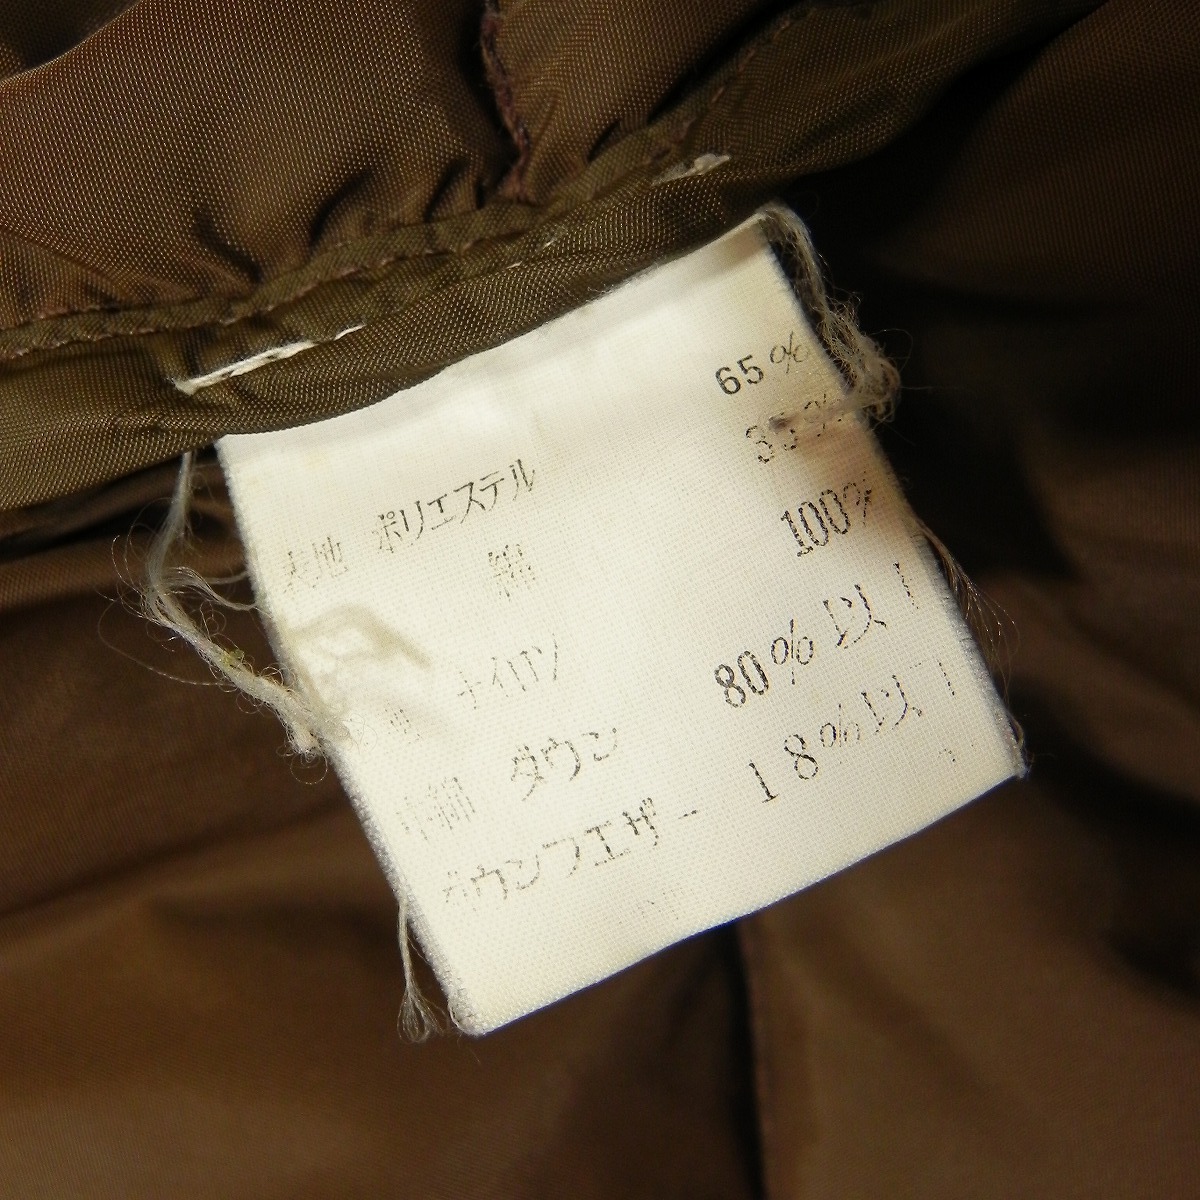 表地 ポリエステル 65%
綿 35%
ナイロン 100%
中綿 ダウン 80%以上
ダウンフェザー 18%以上